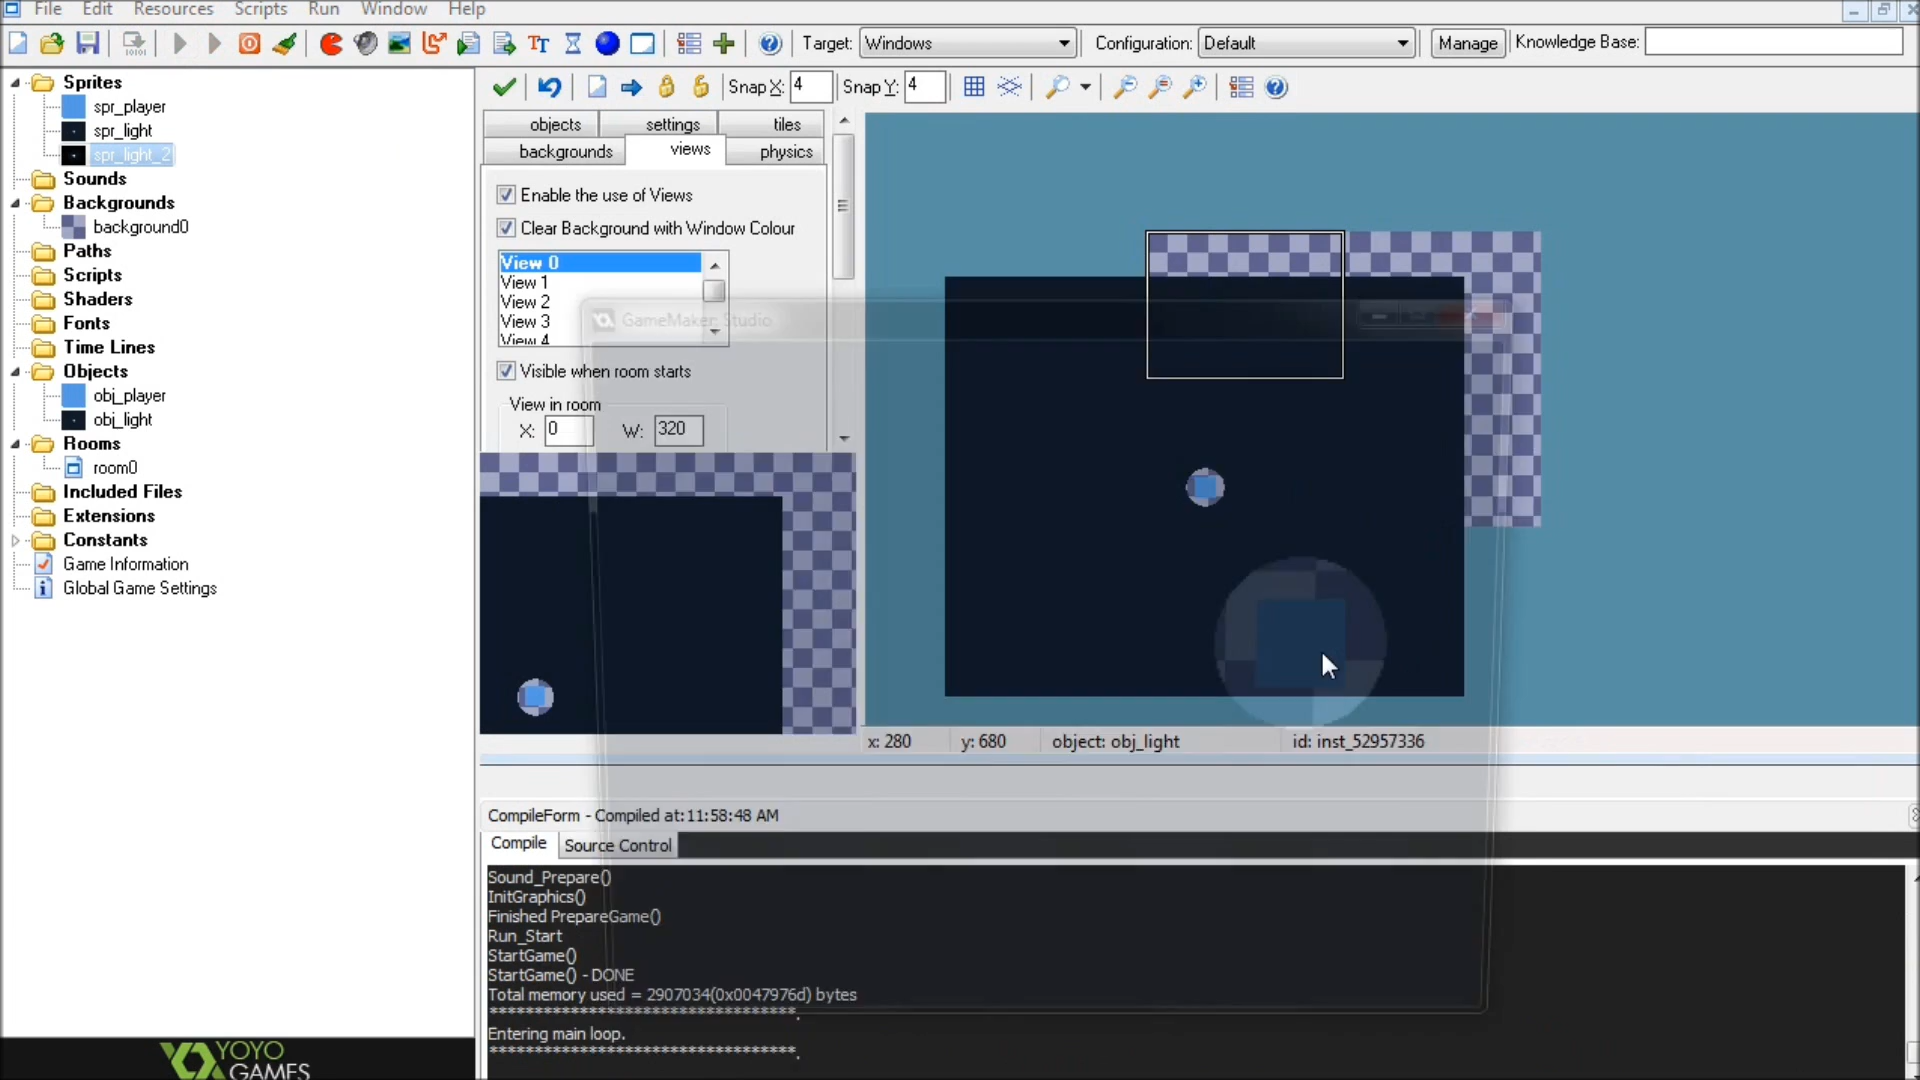 File Edit Resources Scripts Run Window Help
Target: Windows Configuration: Default Manage Knowledge Base:
Snap X: 4 Snap Y: 4
Sprites
spr_player
spr_light
spr_light_2
Sounds
Backgrounds
background0
Paths
Scripts
Shaders
Fonts
Time Lines
Objects
obj_player
obj_light
Rooms
room0
Included Files
Extensions
Constants
Game Information
Global Game Settings
objects settings tiles
backgrounds views physics
Enable the use of Views
Clear Background with Window Colour
View 0
View 1
View 2
View 3
View 4
Visible when room starts
View in room
X: 0 W: 320
GameMaker: Studio
x: 280 y: 680 object: obj_light id: inst_52957336
CompileForm - Compiled at:11:58:48 AM
Compile Source Control
Sound_Prepare()
InitGraphics()
Finished PrepareGame()
Run_Start
StartGame()
StartGame() - DONE
Total memory used = 2907034(0x0047976d) bytes
***********************************.
Entering main loop.
***********************************.
YOYO
GAMES